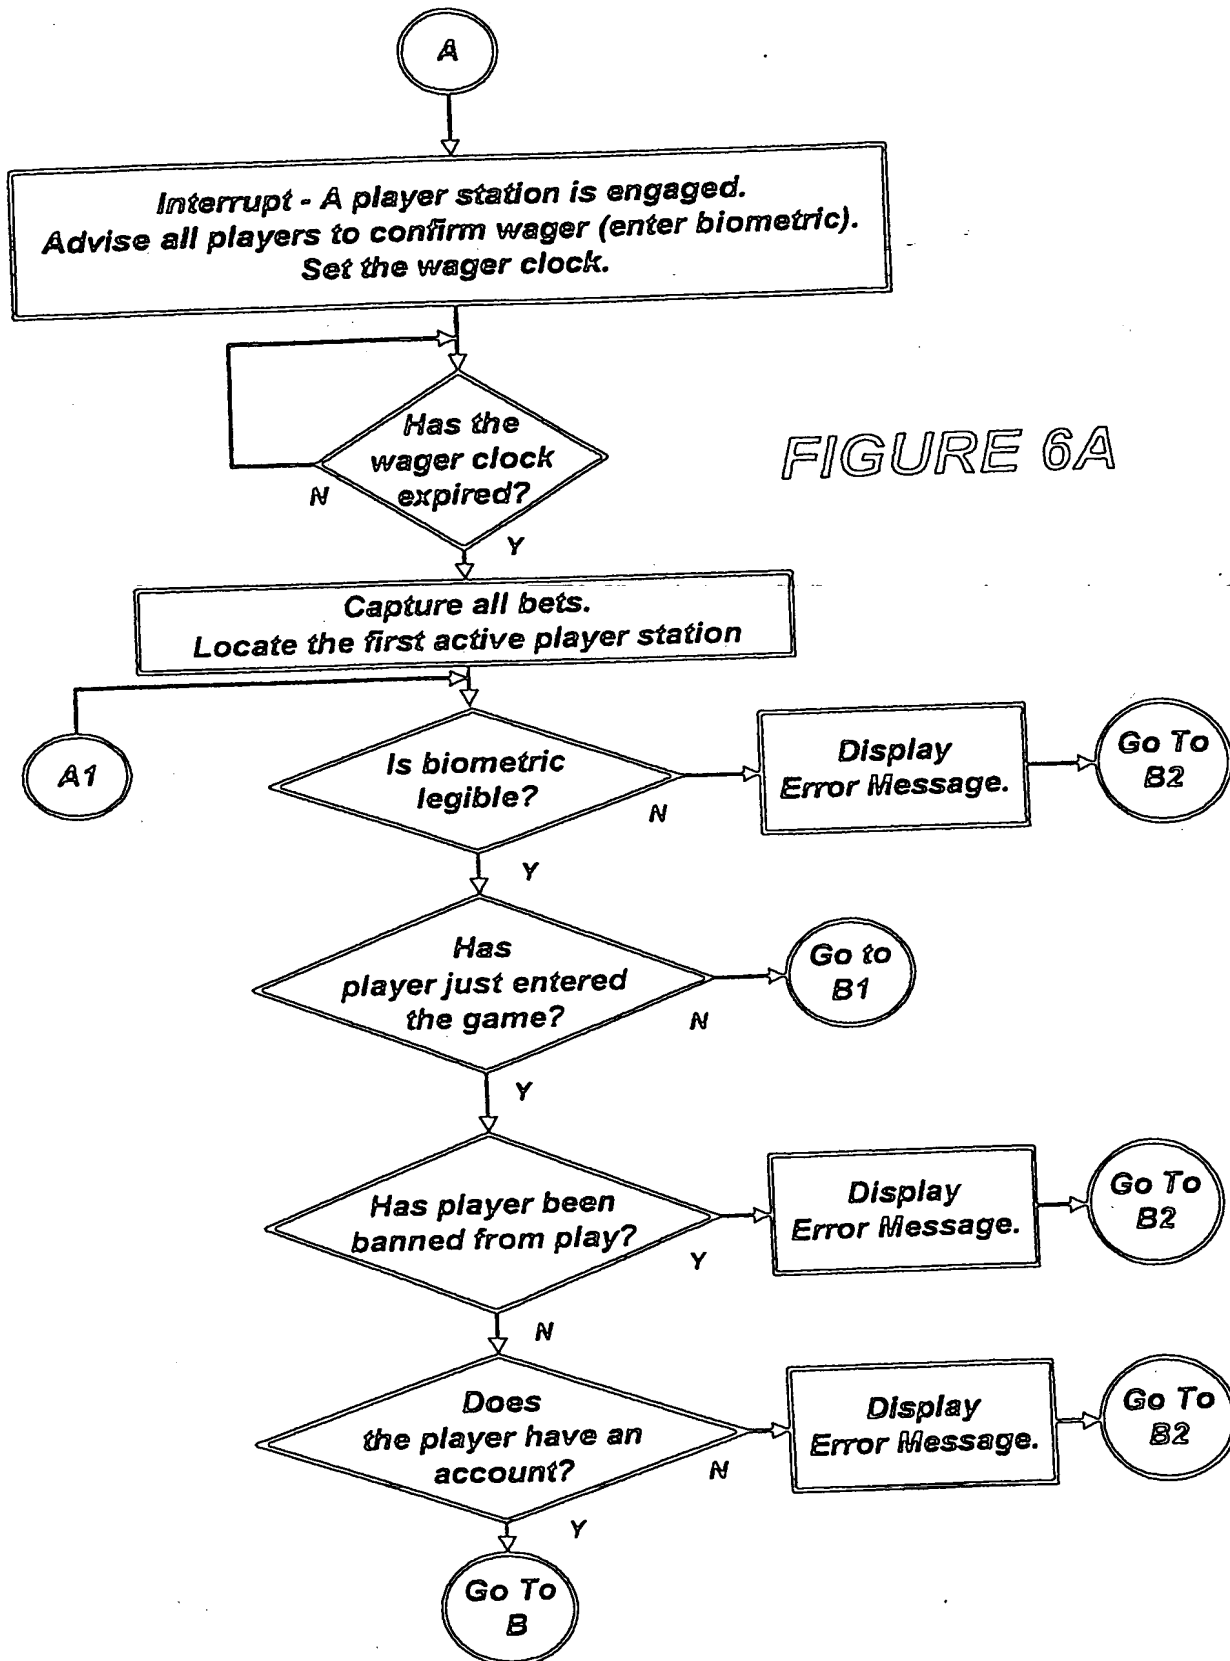 A
Interrupt - A player station is engaged.
Advise all players to confirm wager (enter biometric).
Set the wager clock.
Has the
wager clock
expired?
N
Y
FIGURE 6A
Capture all bets.
Locate the first active player station
A1
Is biometric
legible?
N
Y
Display
Error Message.
Go To
B2
Has
player just entered
the game?
N
Y
Go to
B1
Has player been
banned from play?
Y
N
Display
Error Message.
Go To
B2
Does
the player have an
account?
N
Y
Display
Error Message.
Go To
B2
Go To
B